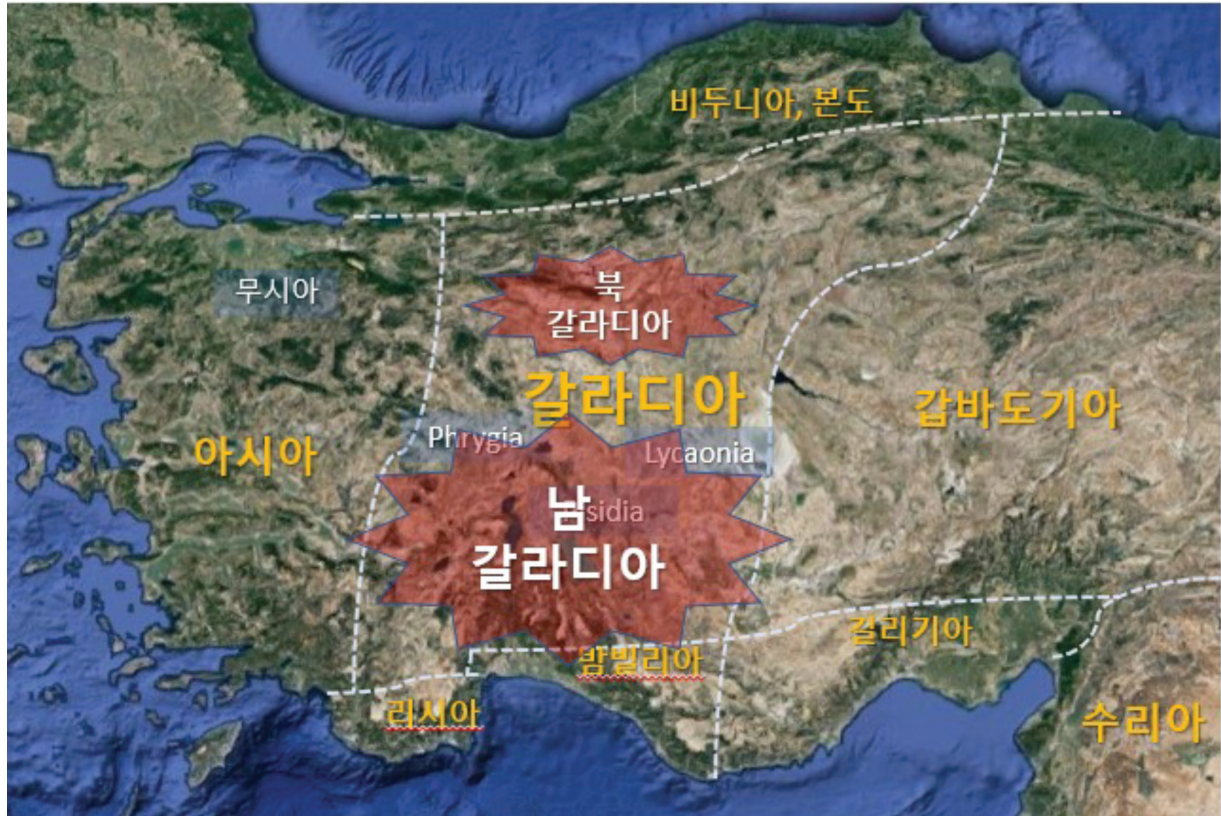 비두니아, 본도
무시아
북
갈라디아
갈라디아
갑바도기아
아시아
Phrygia
Lycaonia
남
sidia
갈라디아
길리기아
밤빌리아
리시아
수리아